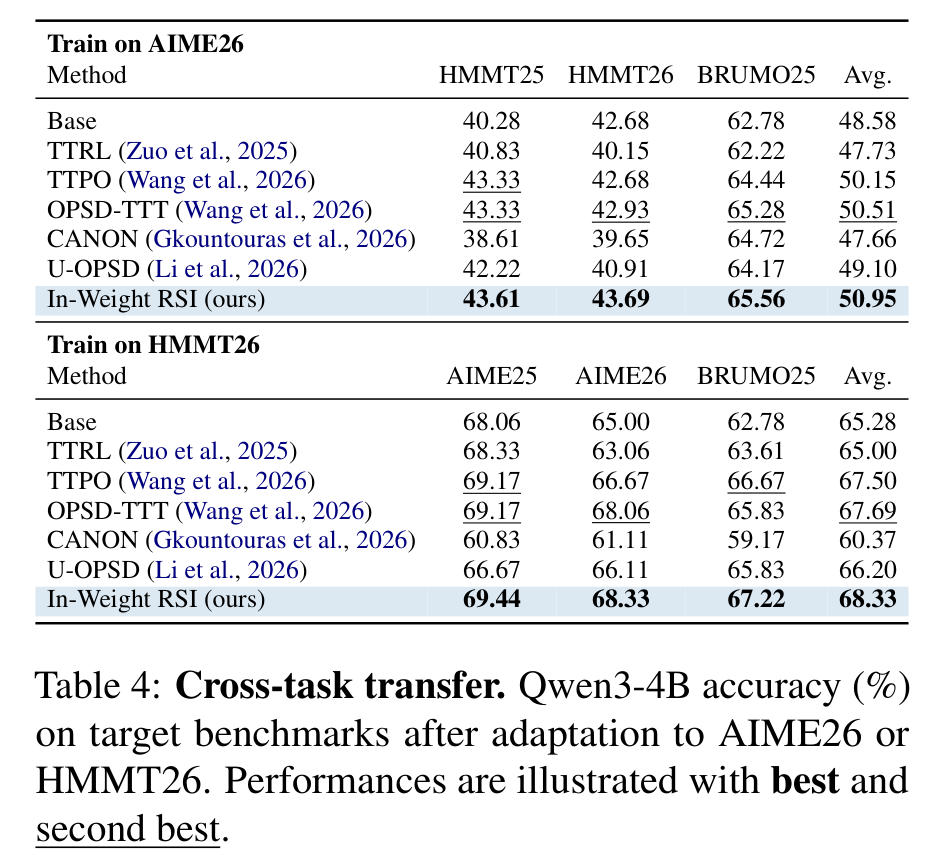 Train on AIME26
Method HMMT25 HMMT26 BRUMO25 Avg.
Base 40.28 42.68 62.78 48.58
TTRL (Zuo et al., 2025) 40.83 40.15 62.22 47.73
TTPO (Wang et al., 2026) 43.33 42.68 64.44 50.15
OPSD-TTT (Wang et al., 2026) 43.33 42.93 65.28 50.51
CANON (Gkountouras et al., 2026) 38.61 39.65 64.72 47.66
U-OPSD (Li et al., 2026) 42.22 40.91 64.17 49.10
In-Weight RSI (ours) 43.61 43.69 65.56 50.95
Train on HMMT26
Method AIME25 AIME26 BRUMO25 Avg.
Base 68.06 65.00 62.78 65.28
TTRL (Zuo et al., 2025) 68.33 63.06 63.61 65.00
TTPO (Wang et al., 2026) 69.17 66.67 66.67 67.50
OPSD-TTT (Wang et al., 2026) 69.17 68.06 65.83 67.69
CANON (Gkountouras et al., 2026) 60.83 61.11 59.17 60.37
U-OPSD (Li et al., 2026) 66.67 66.11 65.83 66.20
In-Weight RSI (ours) 69.44 68.33 67.22 68.33
Table 4: Cross-task transfer. Qwen3-4B accuracy (%)
on target benchmarks after adaptation to AIME26 or
HMMT26. Performances are illustrated with best and
second best.